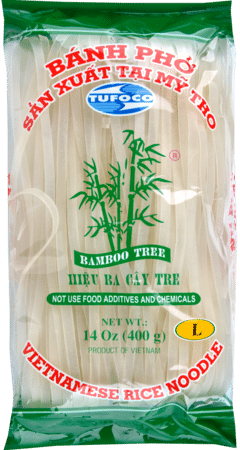 BÁNH PHỞ
SẢN XUẤT TẠI MỸ THO
TUFOCO
®
BAMBOO TREE
HIỆU BA CÂY TRE
NOT USE FOOD ADDITIVES AND CHEMICALS
NET WT.:
14 Oz (400 g)
PRODUCT OF VIETNAM
L
VIETNAMESE RICE NOODLE